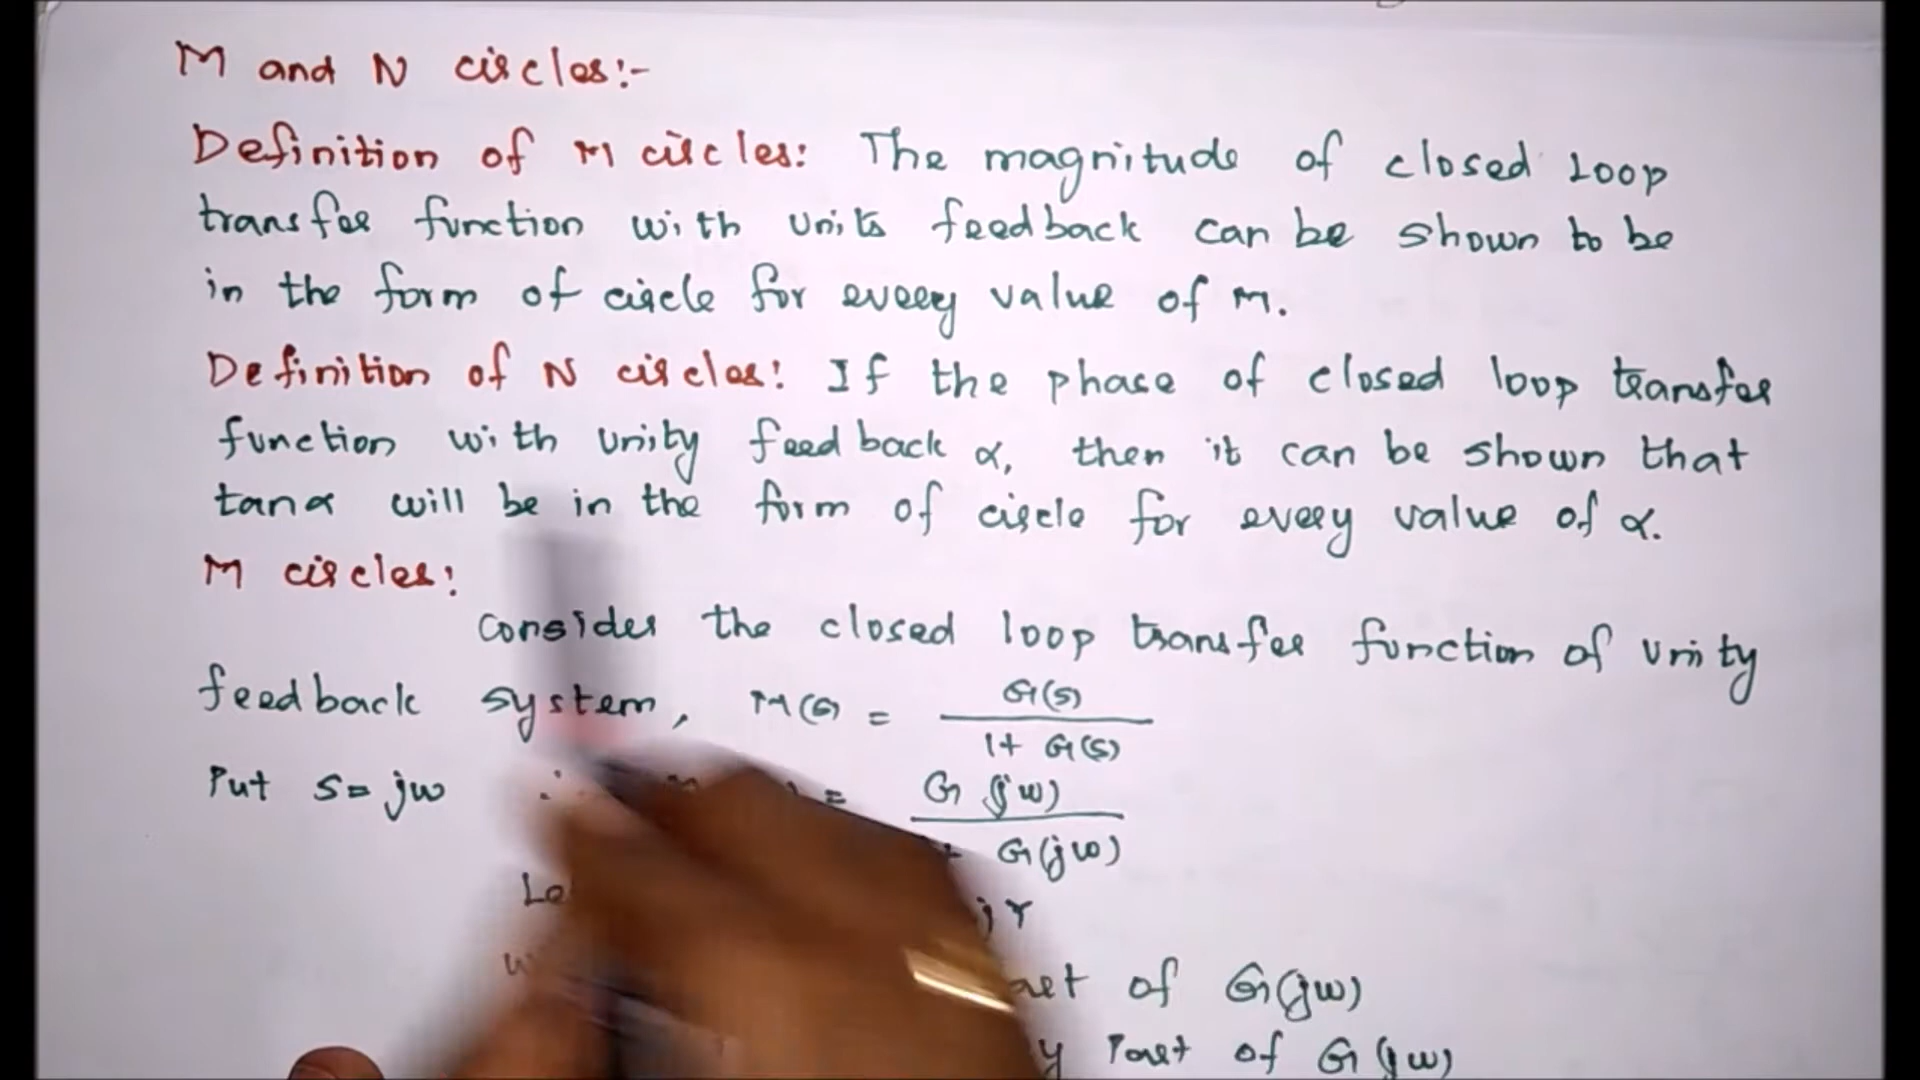 M and N circles:-
Definition of M circles: The magnitude of closed Loop
transfer function with units feedback can be shown to be
in the form of circle for every value of M.
Definition of N circles: If the phase of closed loop transfer
function with unity feedback α, then it can be shown that
tanα will be in the form of circle for every value of α.
M circles:
Consider the closed loop transfer function of unity
feedback system, M(s) = G(s) / 1+ G(s)
Put s= jω = G(jω) / + G(jω)
jY
of G(jω)
Part of G(jω)